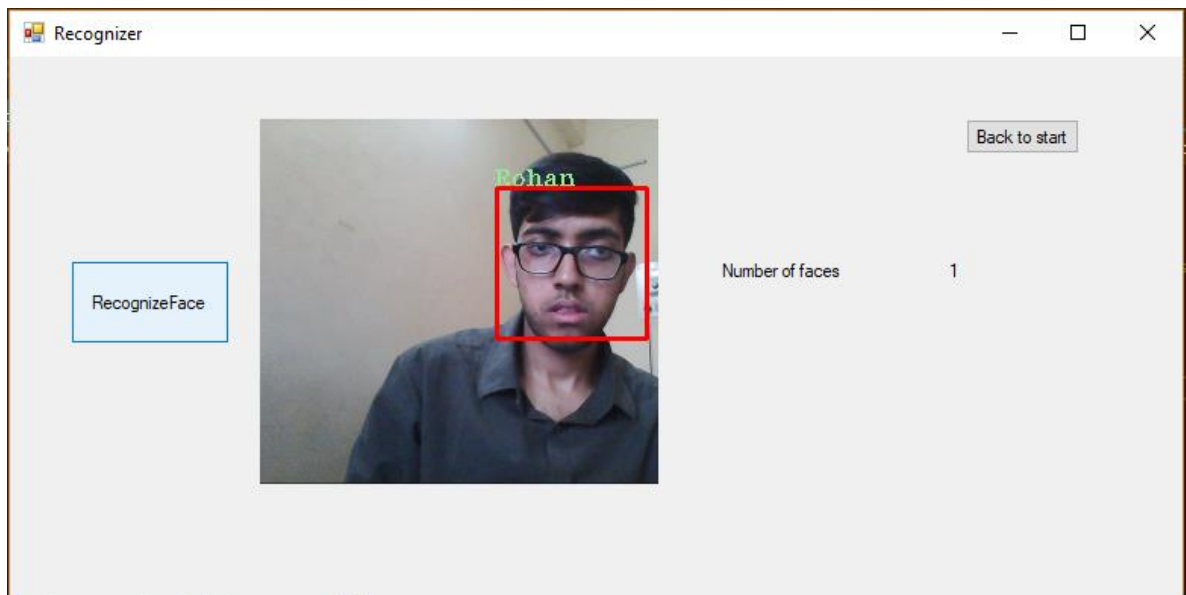 Recognizer
Back to start
Rohan
RecognizeFace
Number of faces 1